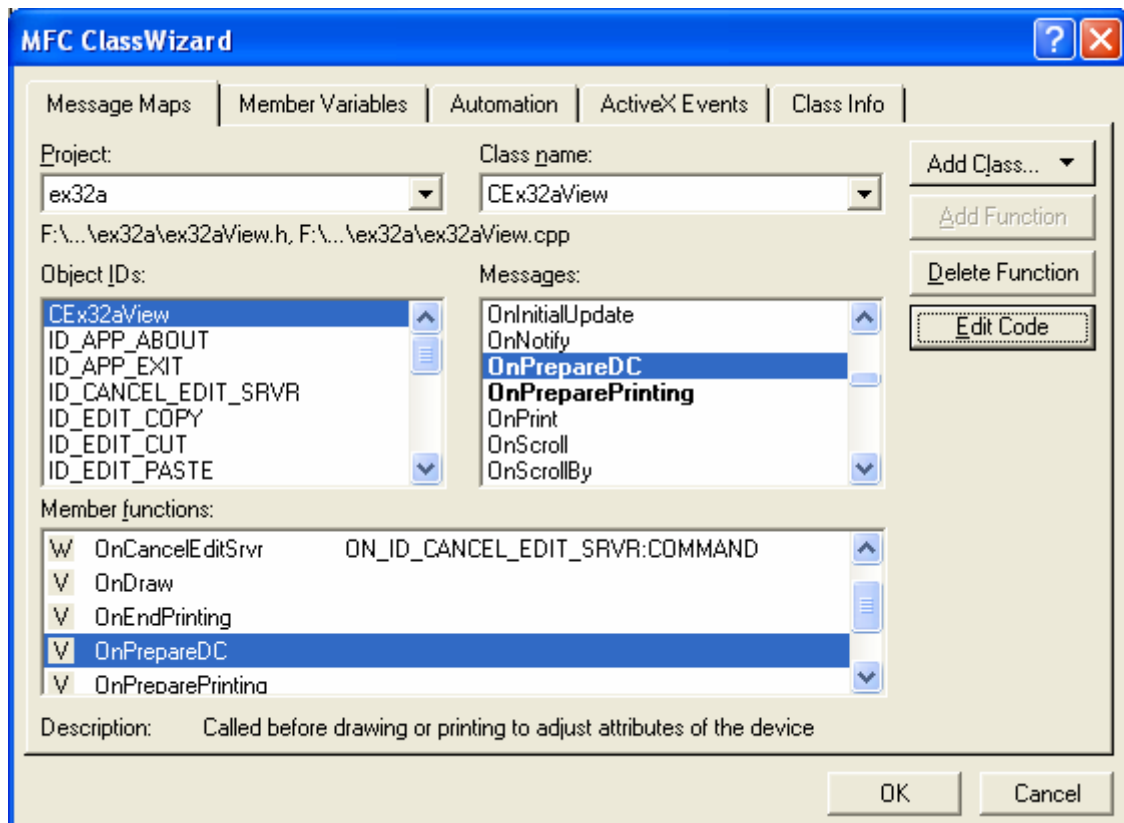 MFC ClassWizard
Message Maps Member Variables Automation ActiveX Events Class Info
Project: Class name:
ex32a CEx32aView
Add Class...
Add Function
F:\...\ex32a\ex32aView.h, F:\...\ex32a\ex32aView.cpp
Delete Function
Edit Code
Object IDs:
CEx32aView
ID_APP_ABOUT
ID_APP_EXIT
ID_CANCEL_EDIT_SRVR
ID_EDIT_COPY
ID_EDIT_CUT
ID_EDIT_PASTE
Messages:
OnInitialUpdate
OnNotify
OnPrepareDC
OnPreparePrinting
OnPrint
OnScroll
OnScrollBy
Member functions:
W OnCancelEditSrvr ON_ID_CANCEL_EDIT_SRVR:COMMAND
V OnDraw
V OnEndPrinting
V OnPrepareDC
V OnPreparePrinting
Description: Called before drawing or printing to adjust attributes of the device
OK Cancel